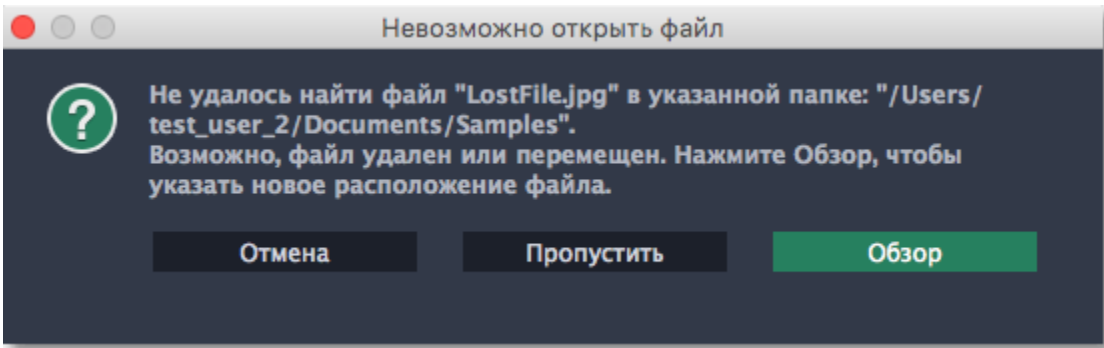 Невозможно открыть файл
?
Не удалось найти файл "LostFile.jpg" в указанной папке: "/Users/
test_user_2/Documents/Samples".
Возможно, файл удален или перемещен. Нажмите Обзор, чтобы
указать новое расположение файла.
Отмена Пропустить Обзор